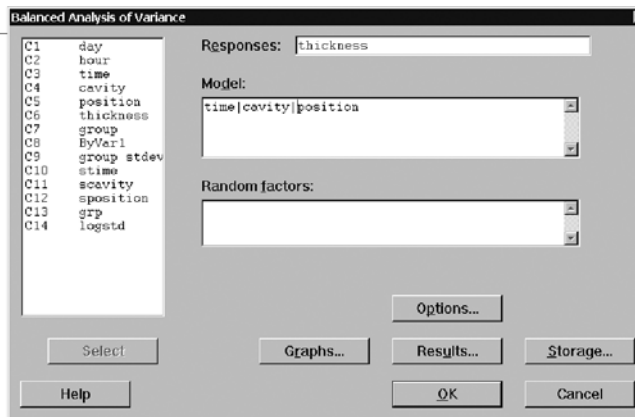 Balanced Analysis of Variance
C1 day
C2 hour
C3 time
C4 cavity
C5 position
C6 thickness
C7 group
C8 ByVar1
C9 group stdev
C10 stime
C11 scavity
C12 sposition
C13 grp
C14 logstd
Responses: thickness
Model:
time|cavity|position
Random factors:
Options...
Select
Graphs...
Results...
Storage...
Help
OK
Cancel